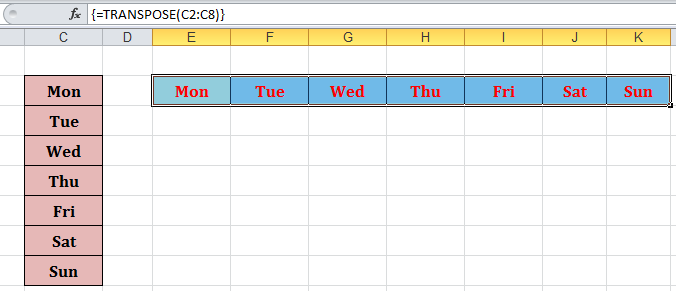 fx {=TRANSPOSE(C2:C8)}
C D E F G H I J K
Mon Mon Tue Wed Thu Fri Sat Sun
Tue
Wed
Thu
Fri
Sat
Sun